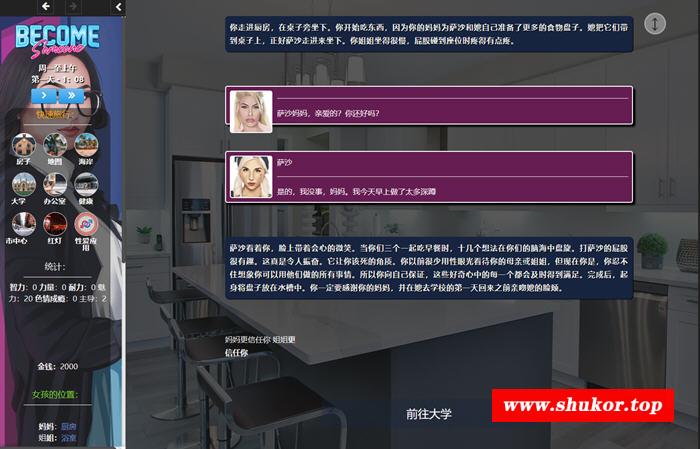 BECOME
Someone
周一至上午
第一天 - 1: 08
快速旅行:
房子
地图
海岸
大学
办公室
健康
市中心
红灯
性爱应用
统计:
智力: 0 力量: 0 耐力: 0 魅
力: 20 色情成瘾: 0 主导: 2
金钱: 2000
女孩的位置:
妈妈: 厨房
姐姐: 浴室
你走进厨房，在桌子旁坐下。你开始吃东西，因为你的妈妈为萨沙和她自己准备了更多的食物盘子。她把它们带
到桌子上，正好萨沙走进来坐下。你姐姐坐得很慢，屁股碰到座位时疼得有点疼。
萨沙妈妈，亲爱的？你还好吗？
萨沙
是的，我没事，妈妈。我今天早上做了太多深蹲
萨沙看着你，脸上带着会心的微笑。当你们三个一起吃早餐时，十几个想法在你们的脑海中盘旋。打萨沙的屁股
很有趣。这真是令人振奋。它让你该死的角质。你以前很少用性眼光看待你的母亲或姐姐，但现在你是，你忍不
住想象你可以用他们做的所有事情。所以你向自己保证，这些好奇心中的每一个都会及时得到满足。完成后，起
身将盘子放在水槽中。你一定要感谢你的妈妈，并在她去学校的第一天回来之前亲吻她的脸颊。
妈妈更信任你 姐姐更
信任你
前往大学
www.shukor.top